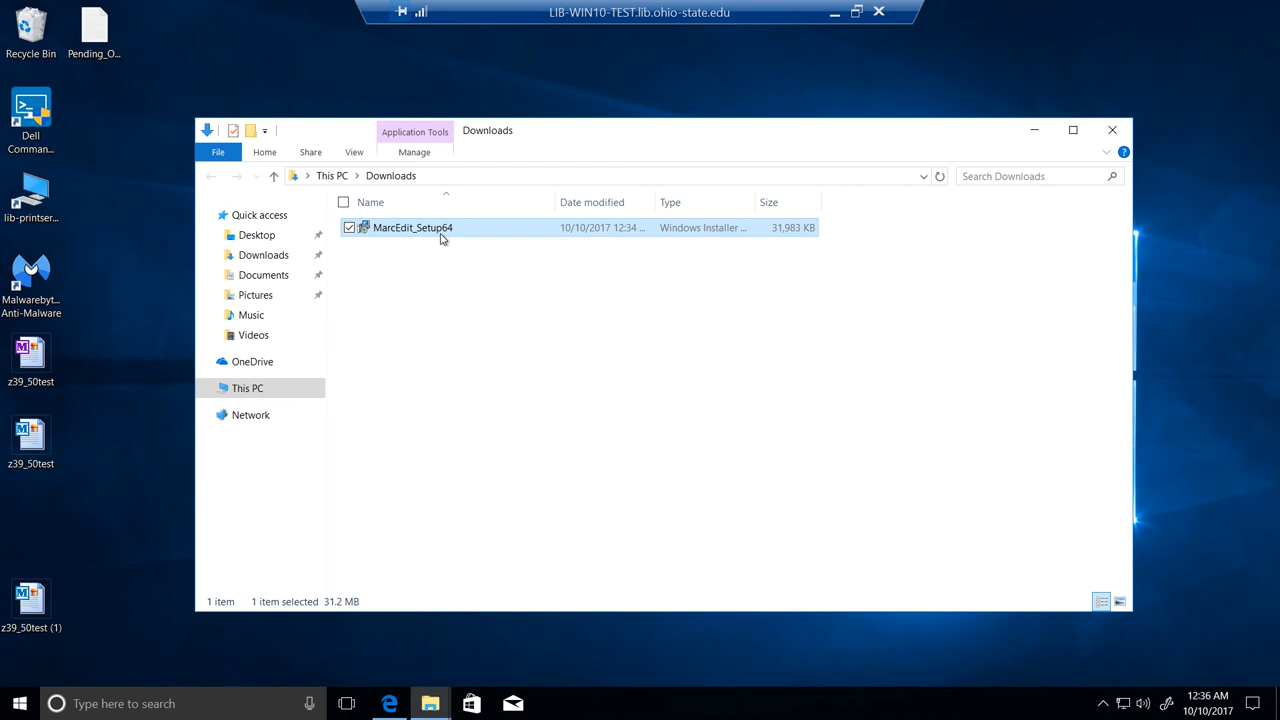 LIB-WIN10-TEST.lib.ohio-state.edu
Recycle Bin
Pending_O...
Dell
Comman...
lib-printser...
Malwarebyt...
Anti-Malware
z39_50test
z39_50test
z39_50test (1)
Application Tools
Downloads
File
Home
Share
View
Manage
This PC
Downloads
Search Downloads
Name
Date modified
Type
Size
MarcEdit_Setup64
10/10/2017 12:34 ...
Windows Installer ...
31,983 KB
Quick access
Desktop
Downloads
Documents
Pictures
Music
Videos
OneDrive
This PC
Network
1 item
1 item selected
31.2 MB
Type here to search
12:36 AM
10/10/2017